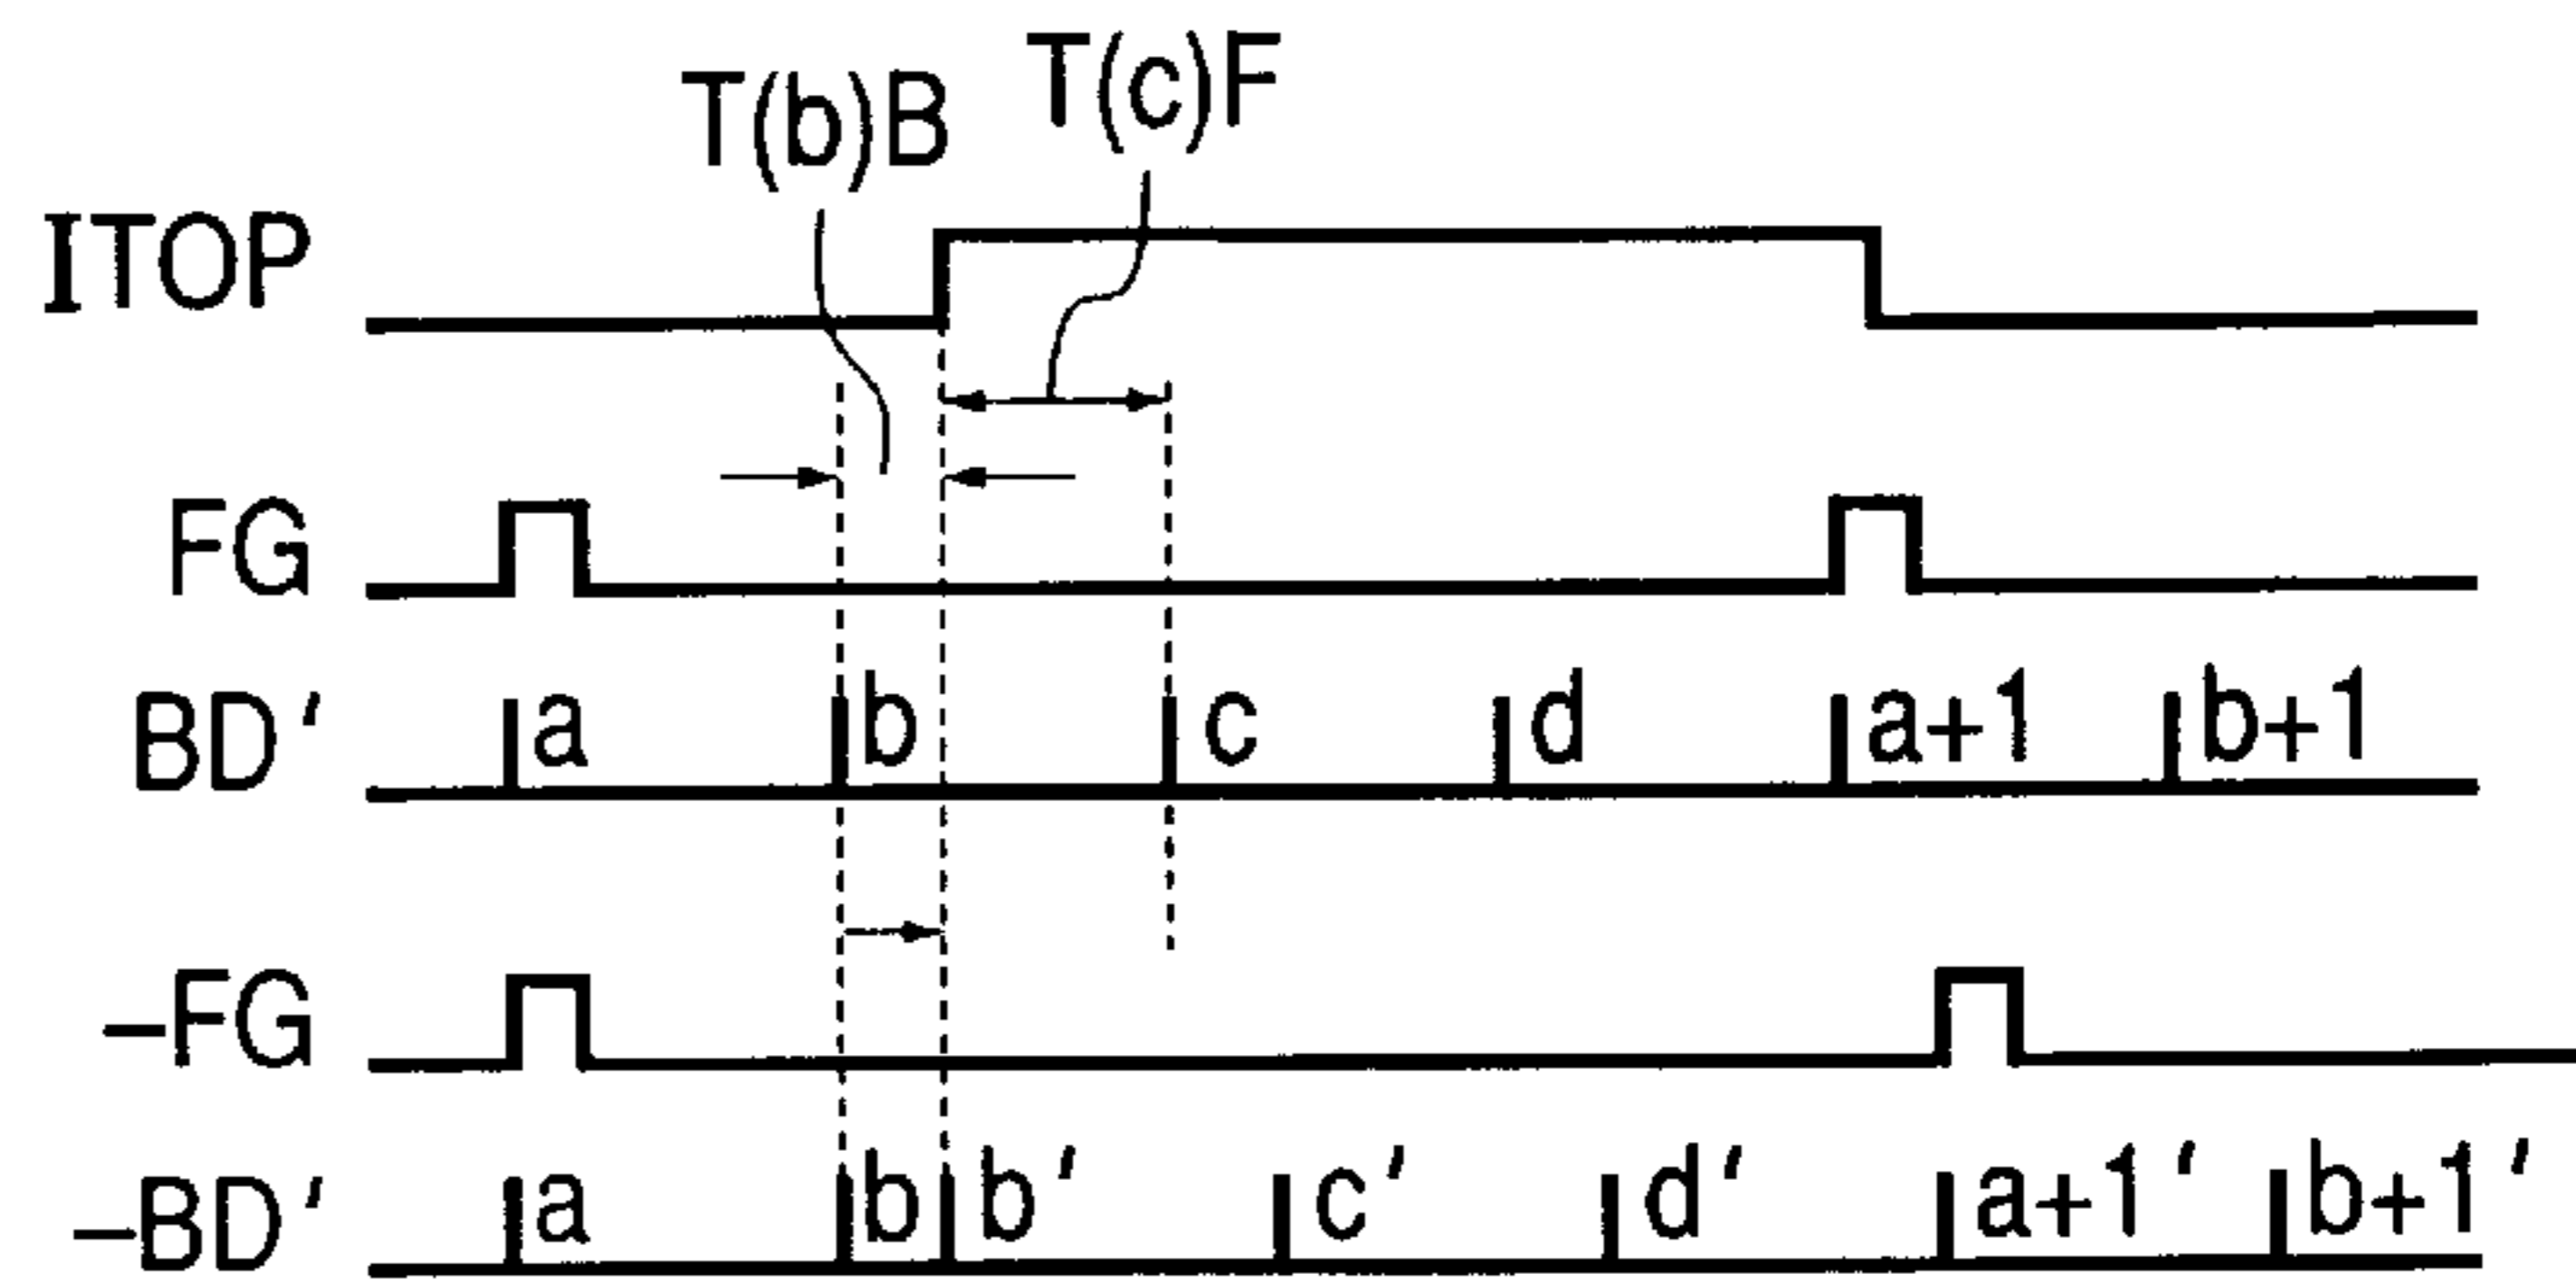 T(b)B T(c)F
ITOP
FG
BD' a b c d a+1 b+1
–FG
–BD' a b b' c' d' a+1' b+1'